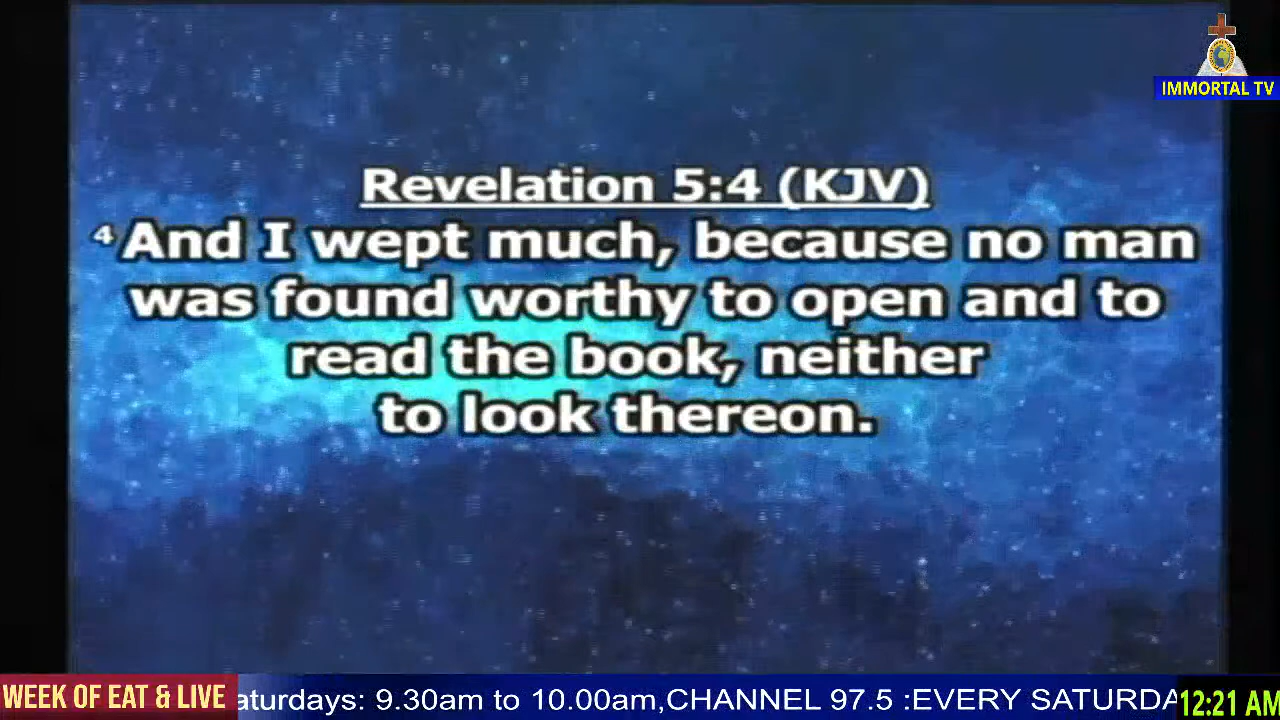 IMMORTAL TV
Revelation 5:4 (KJV)
4 And I wept much, because no man
was found worthy to open and to
read the book, neither
to look thereon.
WEEK OF EAT & LIVE
aturdays: 9.30am to 10.00am,CHANNEL 97.5 :EVERY SATURDA
12:21 AM